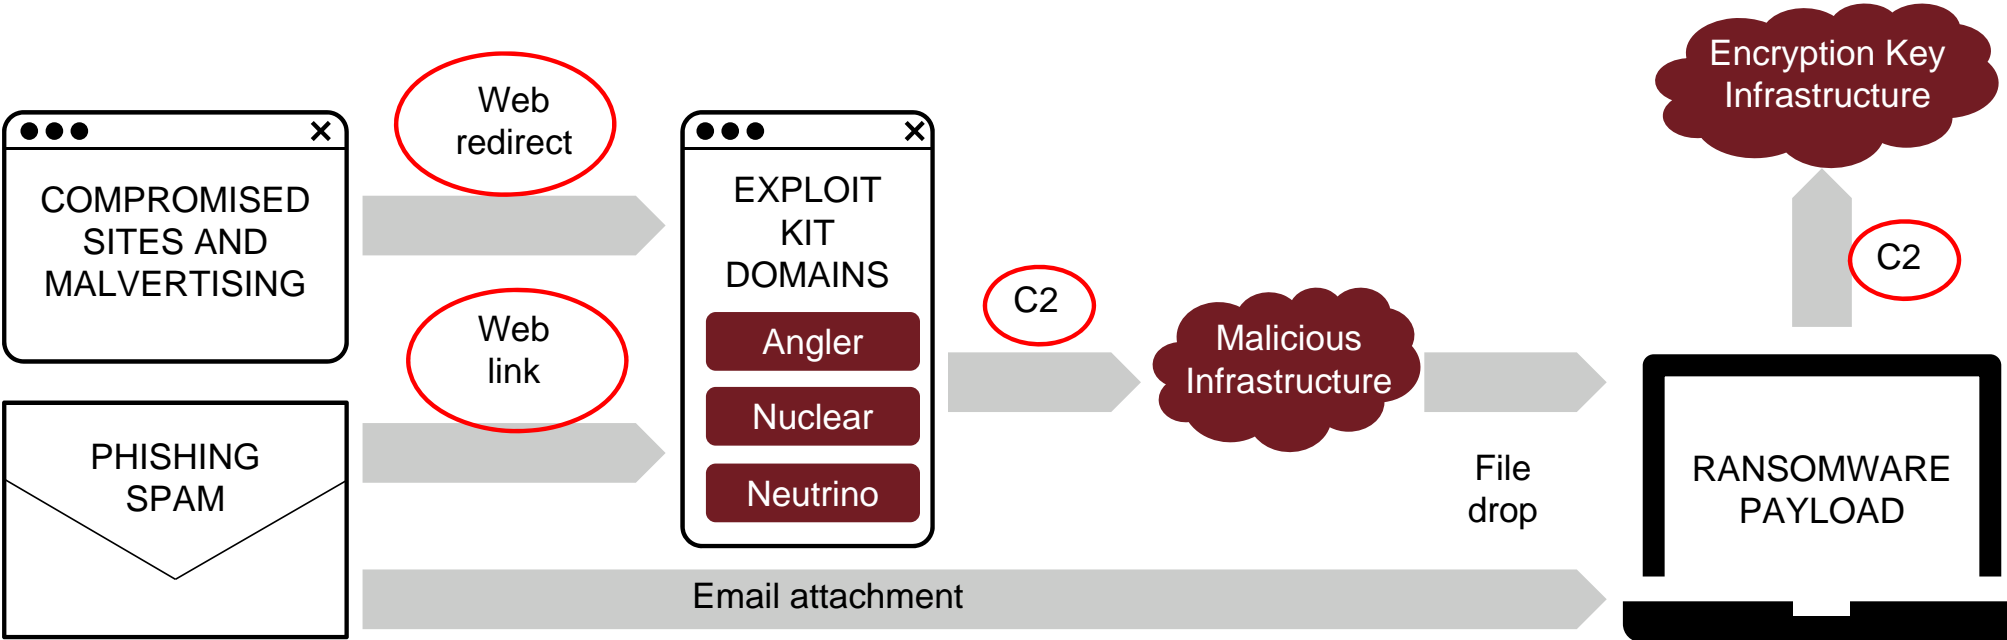 COMPROMISED
SITES AND
MALVERTISING
PHISHING
SPAM
Web
redirect
Web
link
EXPLOIT
KIT
DOMAINS
Angler
Nuclear
Neutrino
C2
Malicious
Infrastructure
File
drop
Email attachment
Encryption Key
Infrastructure
C2
RANSOMWARE
PAYLOAD